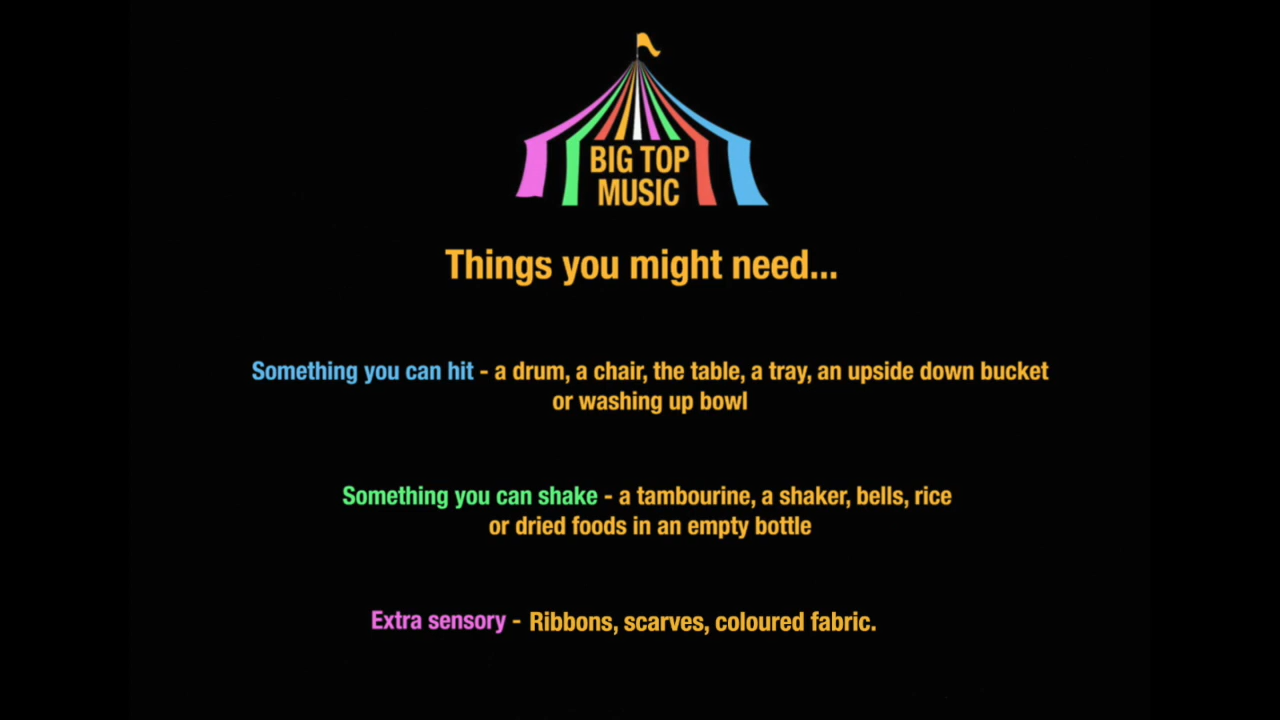 BIG TOP
MUSIC
Things you might need...
Something you can hit - a drum, a chair, the table, a tray, an upside down bucket
or washing up bowl
Something you can shake - a tambourine, a shaker, bells, rice
or dried foods in an empty bottle
Extra sensory - Ribbons, scarves, coloured fabric.